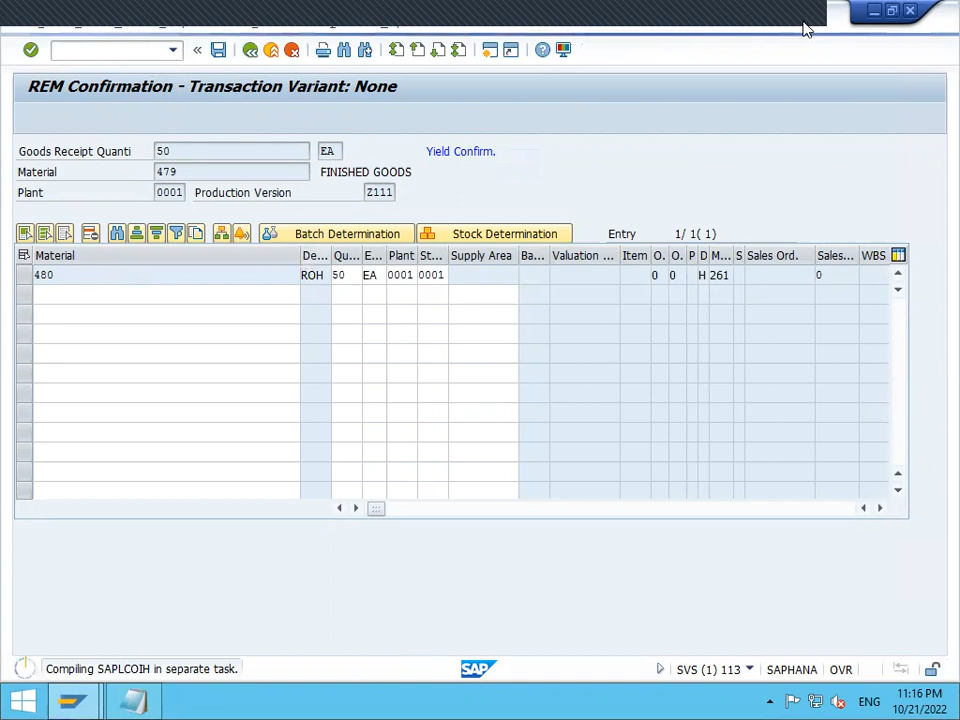 REM Confirmation - Transaction Variant: None
Goods Receipt Quanti 50 EA Yield Confirm.
Material 479 FINISHED GOODS
Plant 0001 Production Version Z111
Batch Determination Stock Determination Entry 1/ 1( 1)
Material De... Qu... E... Plant St... Supply Area Ba... Valuation ... Item O. O. P D M... S Sales Ord. Sales... WBS
480 ROH 50 EA 0001 0001 0 0 H 261 0
Compiling SAPLCOIH in separate task. SAP SVS (1) 113 SAPHANA OVR
ENG 11:16 PM
10/21/2022